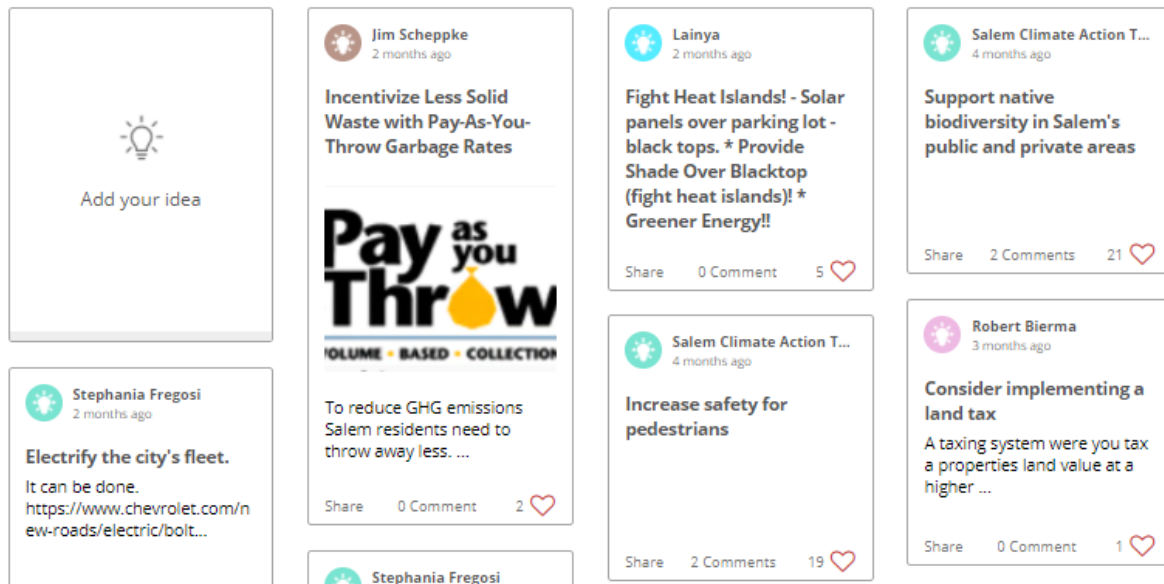 Add your idea
Stephania Fregosi
2 months ago
Electrify the city's fleet.
It can be done.
https://www.chevrolet.com/n
ew-roads/electric/bolt...
Jim Scheppke
2 months ago
Incentivize Less Solid
Waste with Pay-As-You-
Throw Garbage Rates
Pay as
you
Throw
VOLUME • BASED • COLLECTION
To reduce GHG emissions
Salem residents need to
throw away less. ...
Share 0 Comment 2
Stephania Fregosi
Lainya
2 months ago
Fight Heat Islands! - Solar
panels over parking lot -
black tops. * Provide
Shade Over Blacktop
(fight heat islands)! *
Greener Energy!!
Share 0 Comment 5
Salem Climate Action T...
4 months ago
Increase safety for
pedestrians
Share 2 Comments 19
Salem Climate Action T...
4 months ago
Support native
biodiversity in Salem's
public and private areas
Share 2 Comments 21
Robert Bierma
3 months ago
Consider implementing a
land tax
A taxing system were you tax
a properties land value at a
higher ...
Share 0 Comment 1